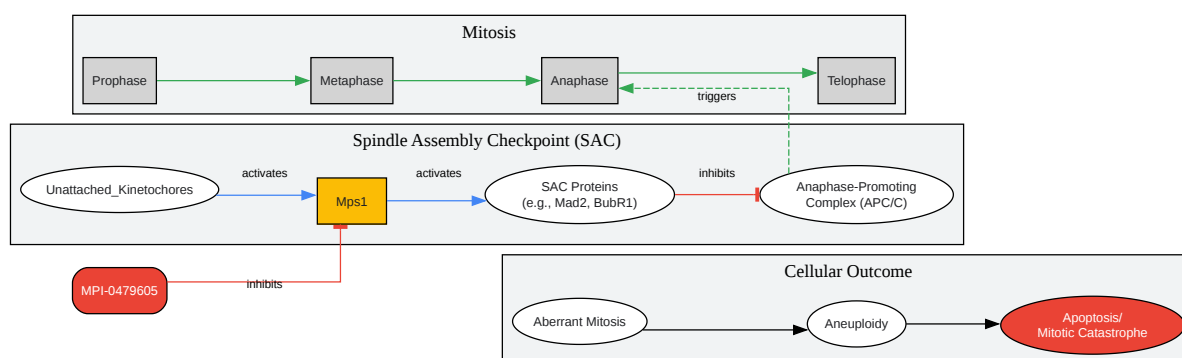 Mitosis
Prophase
Metaphase
Anaphase
Telophase
triggers
Spindle Assembly Checkpoint (SAC)
Unattached_Kinetochores
activates
Mps1
activates
SAC Proteins
(e.g., Mad2, BubR1)
inhibits
Anaphase-Promoting
Complex (APC/C)
MPI-0479605
inhibits
Cellular Outcome
Aberrant Mitosis
Aneuploidy
Apoptosis/
Mitotic Catastrophe